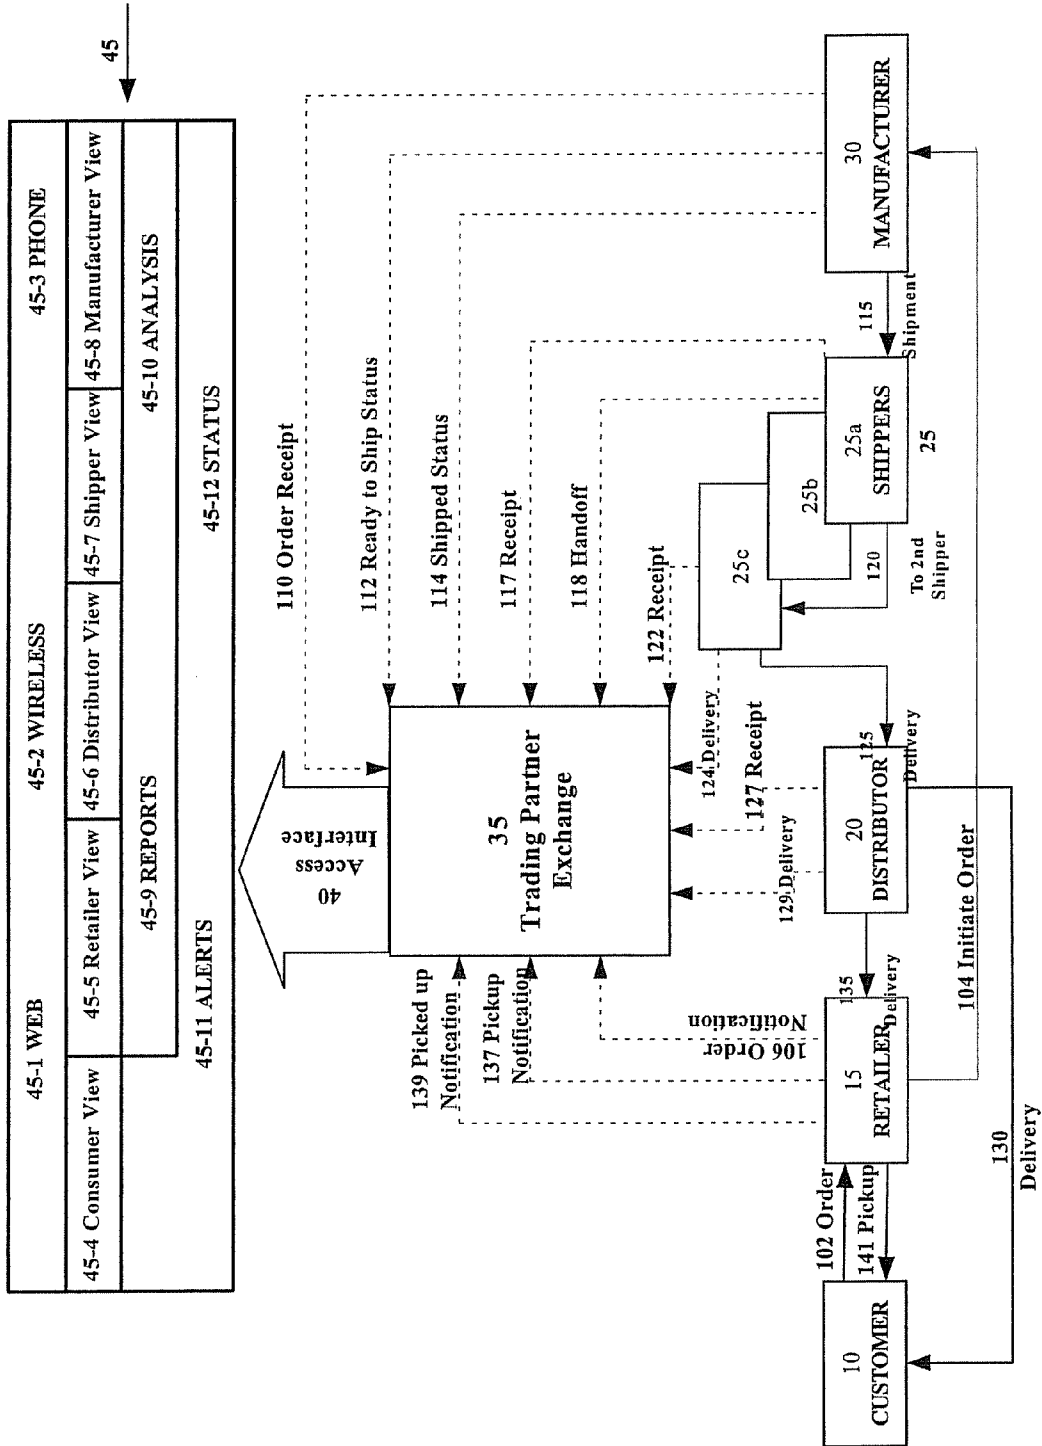 45
45-1 WEB
45-2 WIRELESS
45-3 PHONE
45-4 Consumer View
45-5 Retailer View
45-6 Distributor View
45-7 Shipper View
45-8 Manufacturer View
45-9 REPORTS
45-10 ANALYSIS
45-11 ALERTS
45-12 STATUS
40
Access
Interface
110 Order Receipt
112 Ready to Ship Status
114 Shipped Status
117 Receipt
118 Handoff
122 Receipt
124 Delivery
127 Receipt
129 Delivery
139 Picked up
Notification
137 Pickup
Notification
106 Order
Notification
35
Trading Partner
Exchange
10
CUSTOMER
102 Order
141 Pickup
15
RETAILER
135
Delivery
20
DISTRIBUTOR
125
Delivery
25c
25b
25a
SHIPPERS
25
120
To 2nd
Shipper
115
Shipment
30
MANUFACTURER
104 Initiate Order
130
Delivery